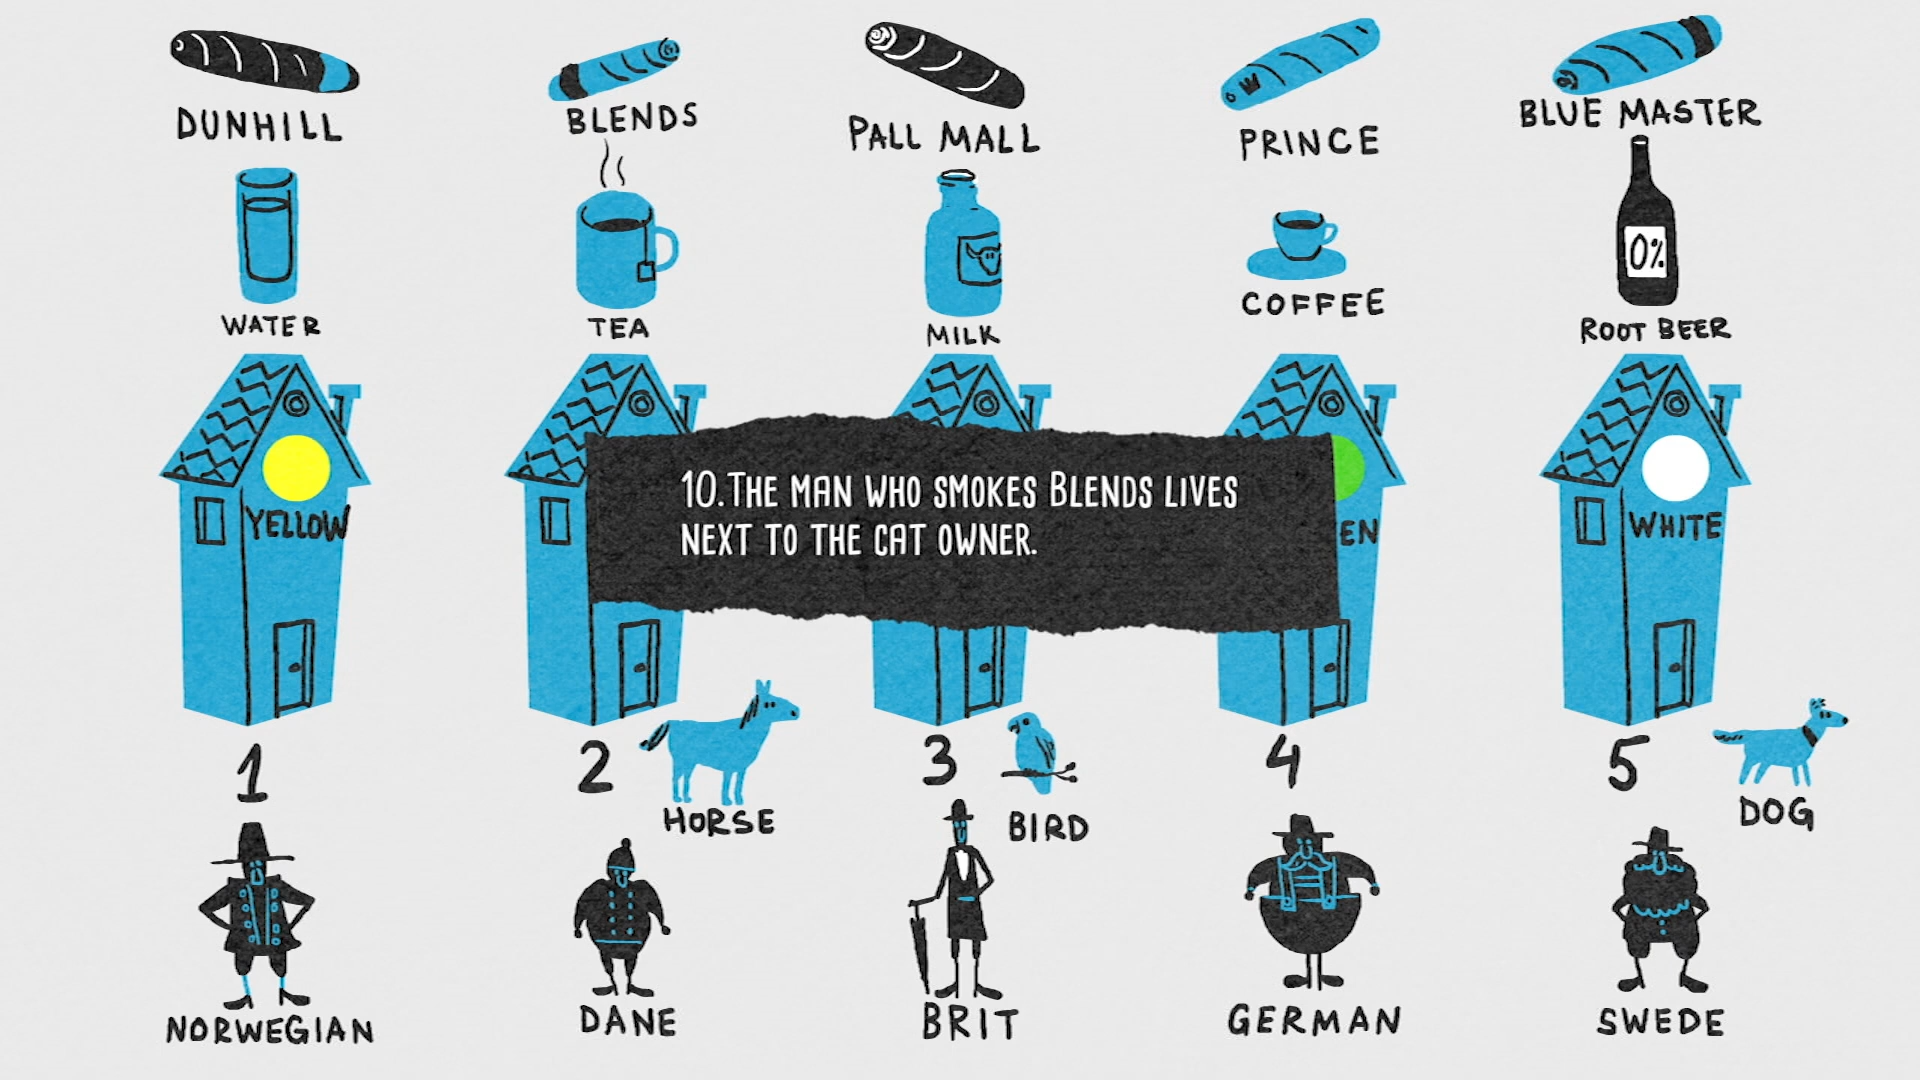 DUNHILL
BLENDS
PALL MALL
PRINCE
BLUE MASTER
0%
WATER
TEA
MILK
COFFEE
ROOT BEER
YELLOW
10. THE MAN WHO SMOKES BLENDS LIVES
NEXT TO THE CAT OWNER.
EN
WHITE
1
2
3
4
5
HORSE
BIRD
DOG
NORWEGIAN
DANE
BRIT
GERMAN
SWEDE